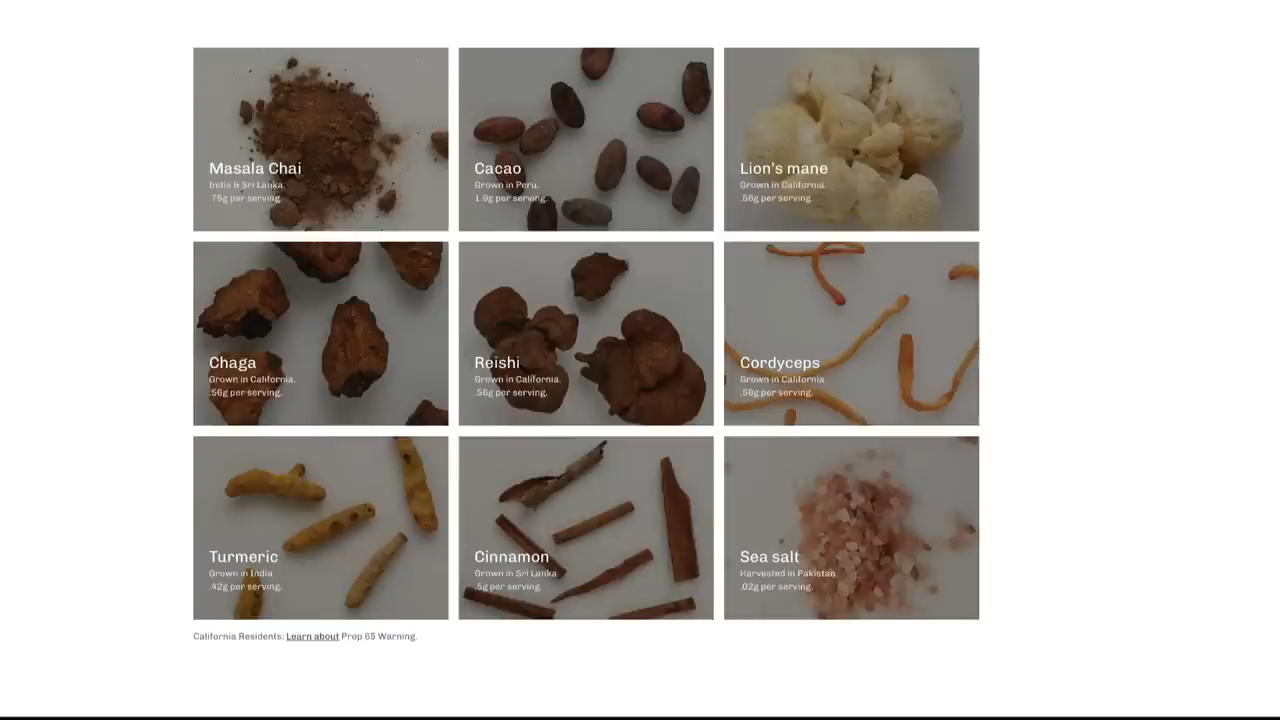 Masala Chai
India & Sri Lanka.
.75g per serving.
Cacao
Grown in Peru.
1.0g per serving.
Lion's mane
Grown in California.
.56g per serving.
Chaga
Grown in California.
.56g per serving.
Reishi
Grown in California.
.56g per serving.
Cordyceps
Grown in California.
.56g per serving.
Turmeric
Grown in India
.42g per serving.
Cinnamon
Grown in Sri Lanka
.5g per serving.
Sea salt
Harvested in Pakistan.
.02g per serving.
California Residents: Learn about Prop 65 Warning.